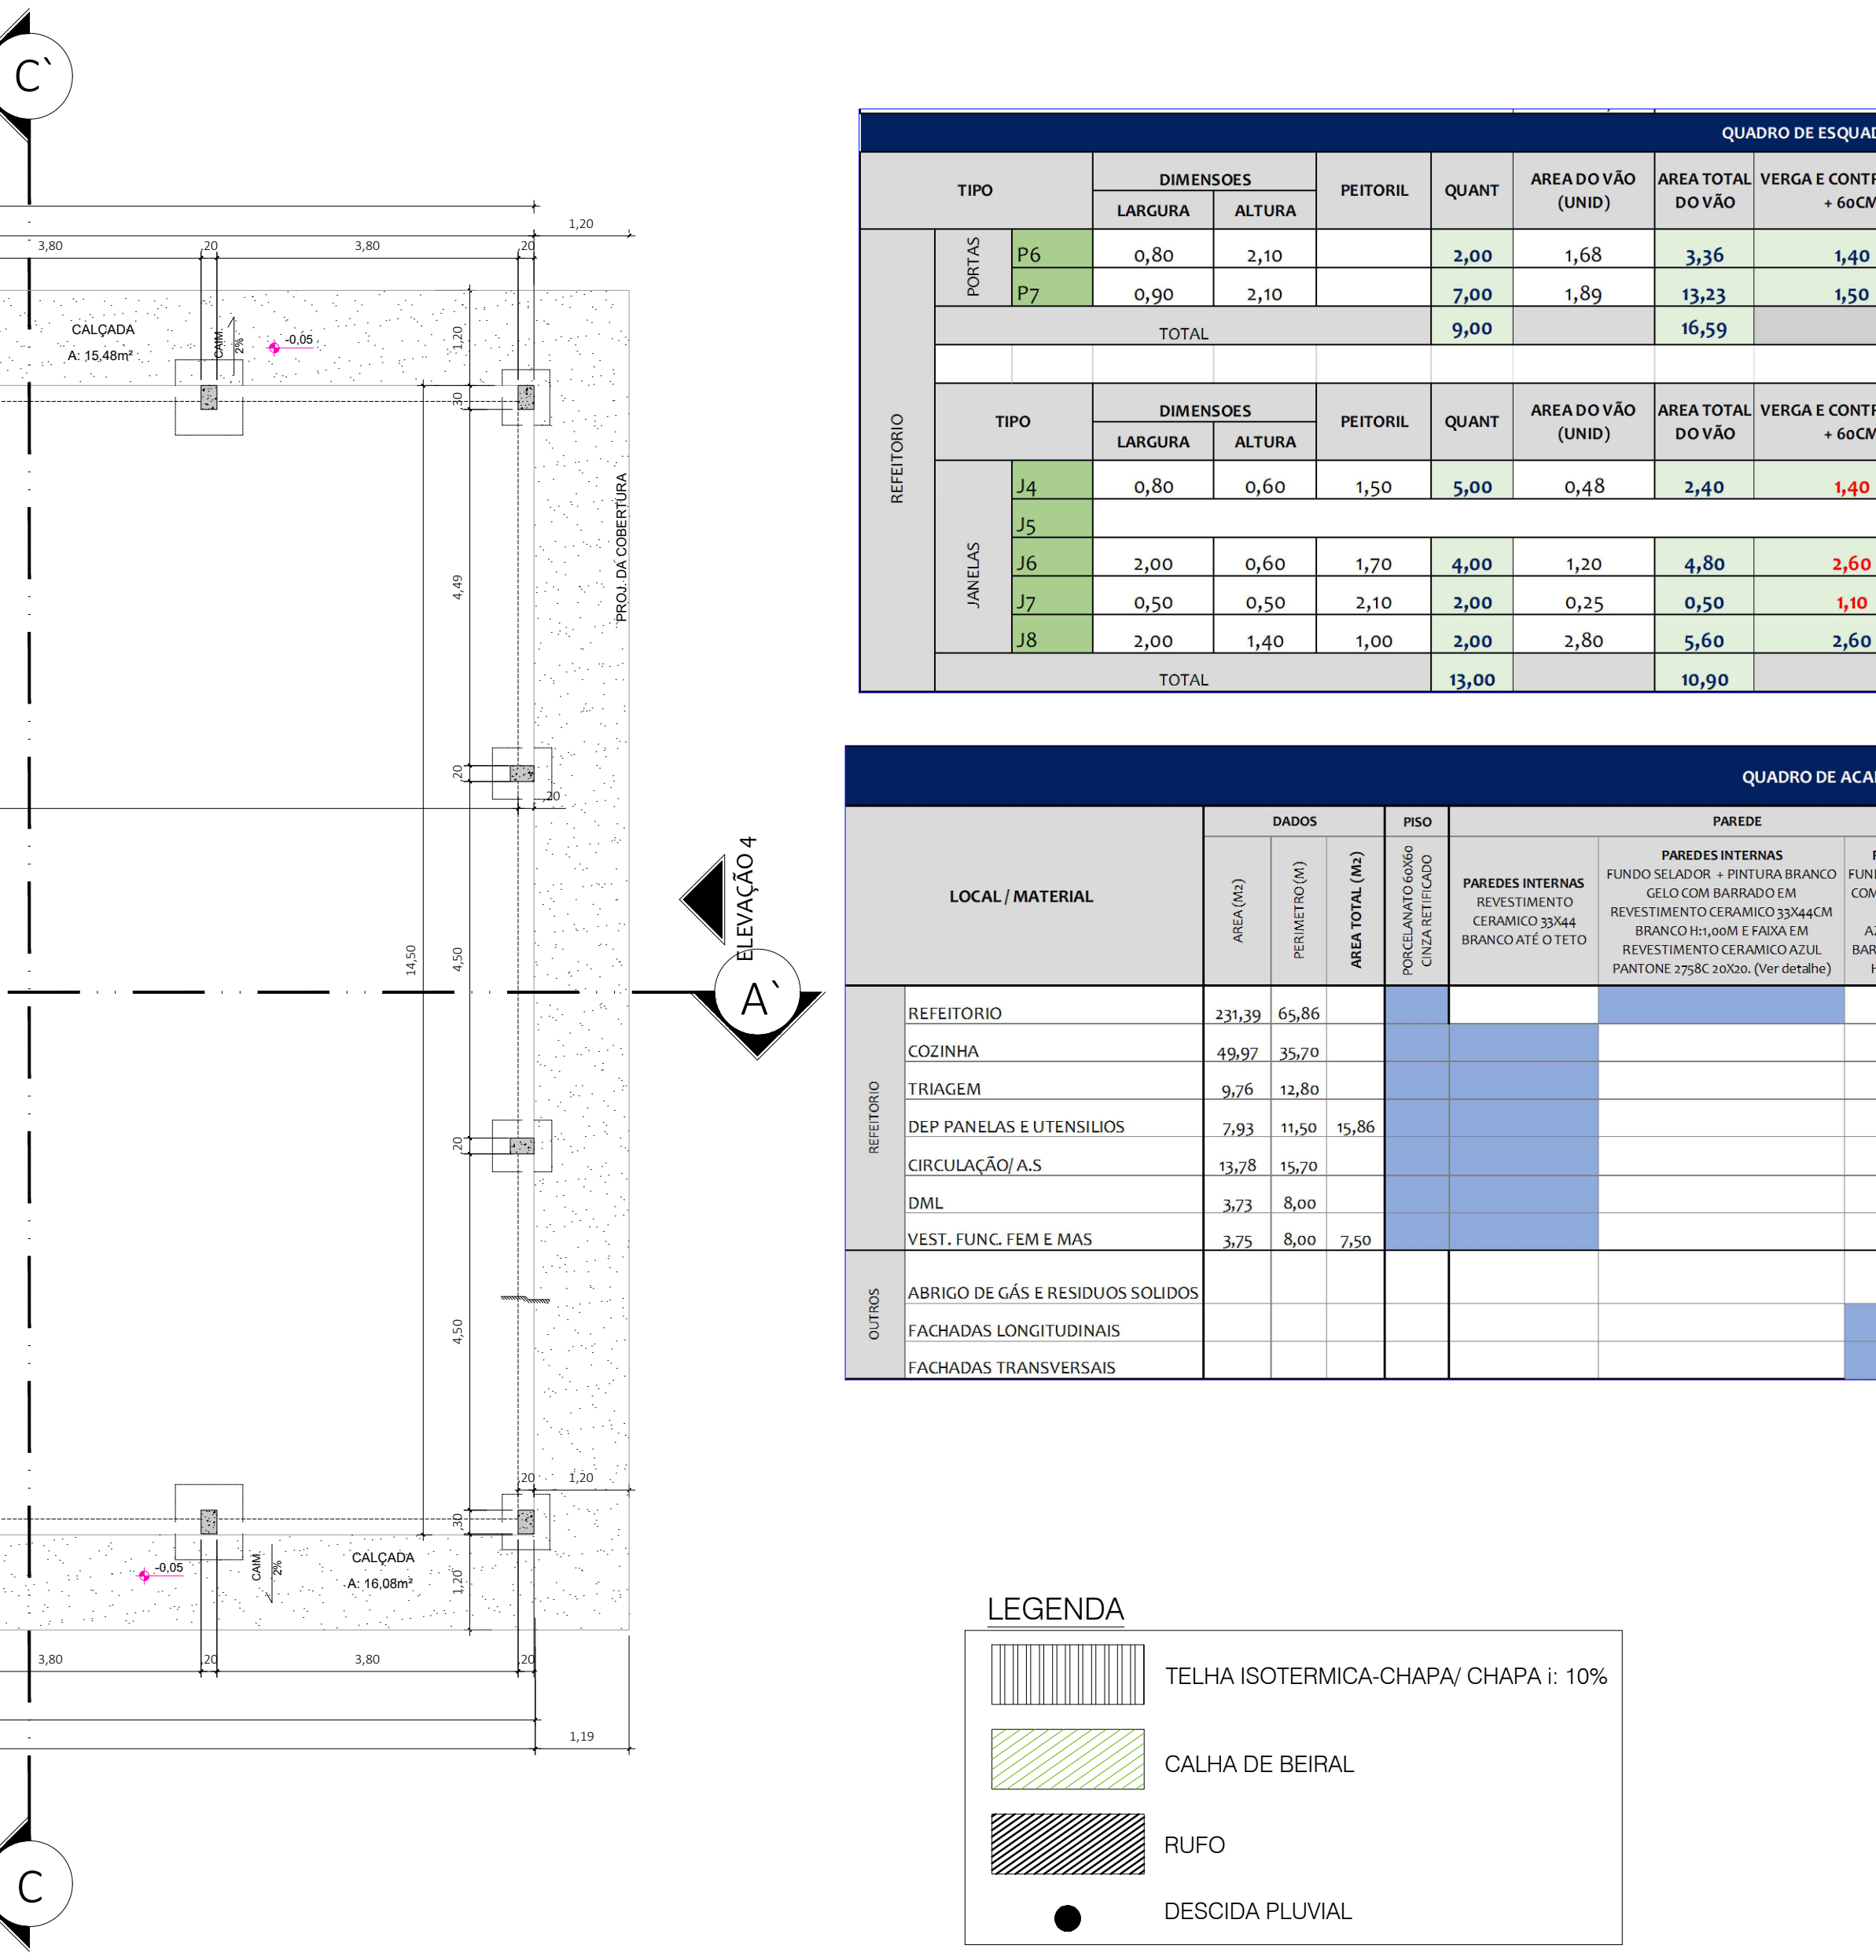 C`
1,20
3,80
,20
3,80
,20
CALÇADA
A: 15,48m²
CAIM.
2%
-0,05
1,20
,30
PROJ. DA COBERTURA
4,49
,20
,20
ELEVAÇÃO 4
14,50
4,50
A`
,20
4,50
,20
1,20
,30
CALÇADA
A: 16,08m²
-0,05
CAIM.
2%
1,20
3,80
,20
3,80
,20
1,19
C
QUADRO DE ESQUAD
TIPO
DIMENSOES
LARGURA
ALTURA
PEITORIL
QUANT
AREA DO VÃO
(UNID)
AREA TOTAL
DO VÃO
VERGA E CONTR
+ 60CM
REFEITORIO
PORTAS
P6 0,80 2,10 2,00 1,68 3,36 1,40
P7 0,90 2,10 7,00 1,89 13,23 1,50
TOTAL 9,00 16,59
TIPO
DIMENSOES
LARGURA
ALTURA
PEITORIL
QUANT
AREA DO VÃO
(UNID)
AREA TOTAL
DO VÃO
VERGA E CONTR
+ 60CM
JANELAS
J4 0,80 0,60 1,50 5,00 0,48 2,40 1,40
J5
J6 2,00 0,60 1,70 4,00 1,20 4,80 2,60
J7 0,50 0,50 2,10 2,00 0,25 0,50 1,10
J8 2,00 1,40 1,00 2,00 2,80 5,60 2,60
TOTAL 13,00 10,90
QUADRO DE ACA
LOCAL / MATERIAL
DADOS
PISO
PAREDE
AREA (M2)
PERIMETRO (M)
AREA TOTAL (M2)
PORCELANATO 60X60
CINZA RETIFICADO
PAREDES INTERNAS
REVESTIMENTO
CERAMICO 33X44
BRANCO ATÉ O TETO
PAREDES INTERNAS
FUNDO SELADOR + PINTURA BRANCO
GELO COM BARRADO EM
REVESTIMENTO CERAMICO 33X44CM
BRANCO H:1,00M E FAIXA EM
REVESTIMENTO CERAMICO AZUL
PANTONE 2758C 20X20. (Ver detalhe)
FUN
COM
AZ
BAR
REFEITORIO
REFEITORIO 231,39 65,86
COZINHA 49,97 35,70
TRIAGEM 9,76 12,80
DEP PANELAS E UTENSILIOS 7,93 11,50 15,86
CIRCULAÇÃO/ A.S 13,78 15,70
DML 3,73 8,00
VEST. FUNC. FEM E MAS 3,75 8,00 7,50
OUTROS
ABRIGO DE GÁS E RESIDUOS SOLIDOS
FACHADAS LONGITUDINAIS
FACHADAS TRANSVERSAIS
LEGENDA
TELHA ISOTERMICA-CHAPA/ CHAPA i: 10%
CALHA DE BEIRAL
RUFO
DESCIDA PLUVIAL